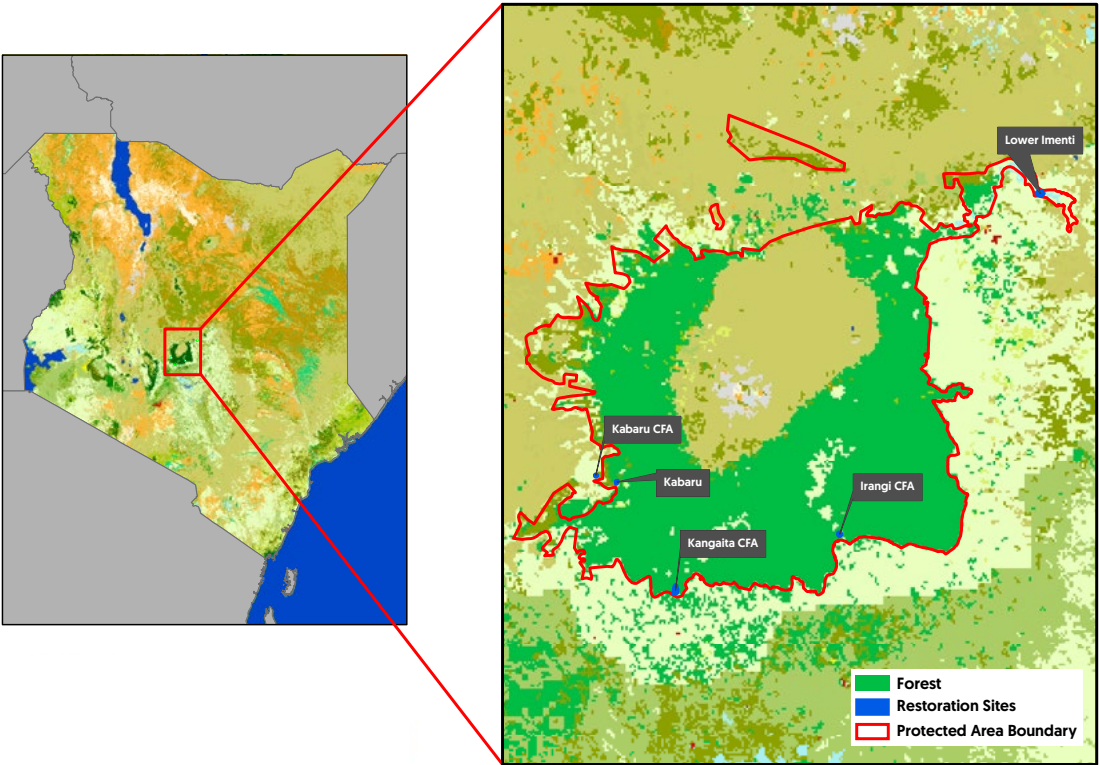 Lower Imenti
Kabaru CFA
Kabaru
Irangi CFA
Kangaita CFA
Forest
Restoration Sites
Protected Area Boundary